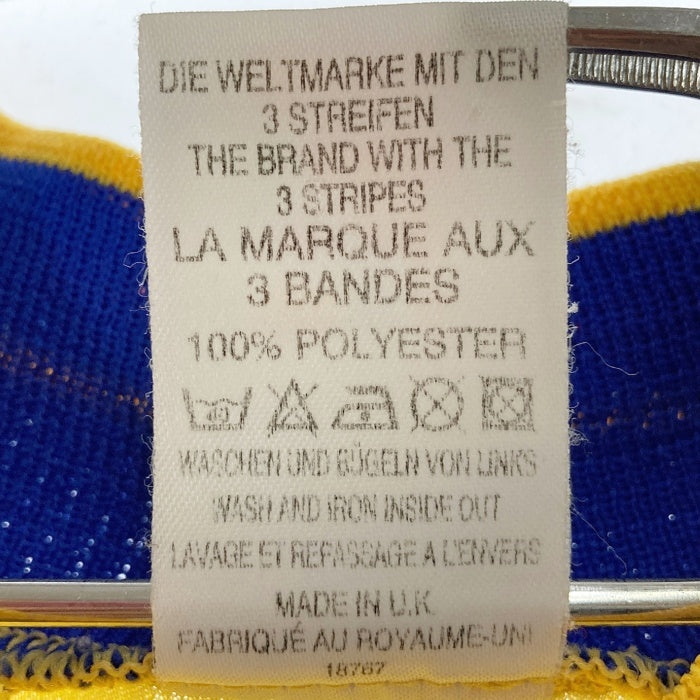 DIE WELTMARKE MIT DEN
3 STREIFEN
THE BRAND WITH THE
3 STRIPES
LA MARQUE AUX
3 BANDES
100% POLYESTER
40
WASCHEN UND BÜGELN VON LINKS
WASH AND IRON INSIDE OUT
LAVAGE ET REPASSAGE A L'ENVERS
MADE IN U.K.
FABRIQUÉ AU ROYAUME-UNI
18767